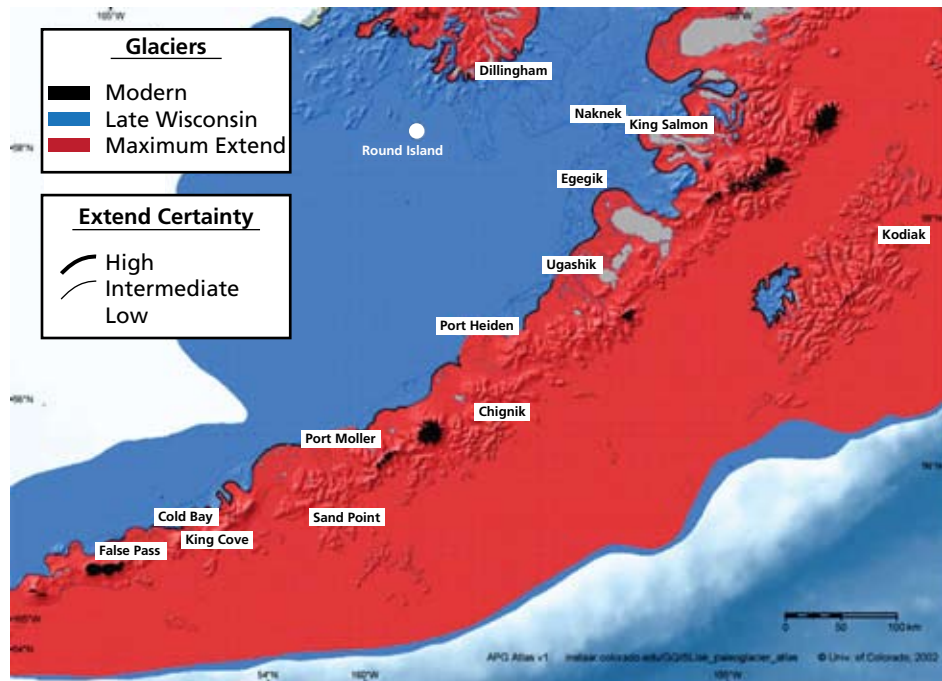 165°W
Glaciers
Modern
Late Wisconsin
Maximum Extend
Extend Certainty
High
Intermediate
Low
Dillingham
Naknek
King Salmon
Round Island
Egegik
Kodiak
Ugashik
Port Heiden
Chignik
Port Moller
Sand Point
Cold Bay
King Cove
False Pass
0 50 100 km
APG Atlas v1
© Univ. of Colorado, 2002
54°N